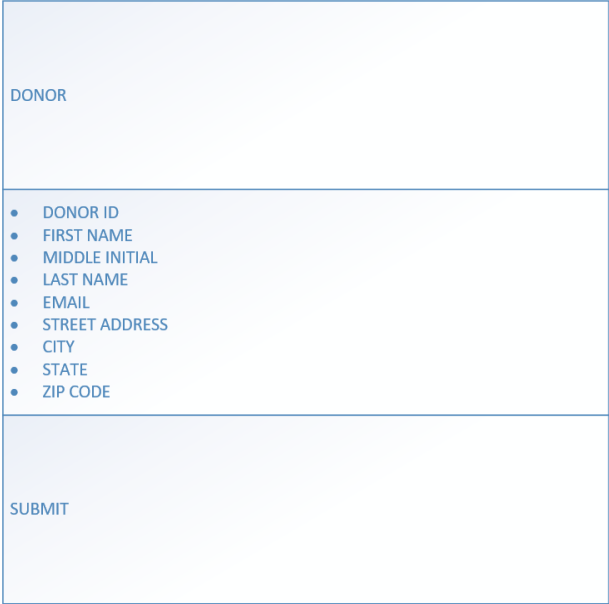 DONOR
• DONOR ID
• FIRST NAME
• MIDDLE INITIAL
• LAST NAME
• EMAIL
• STREET ADDRESS
• CITY
• STATE
• ZIP CODE
SUBMIT